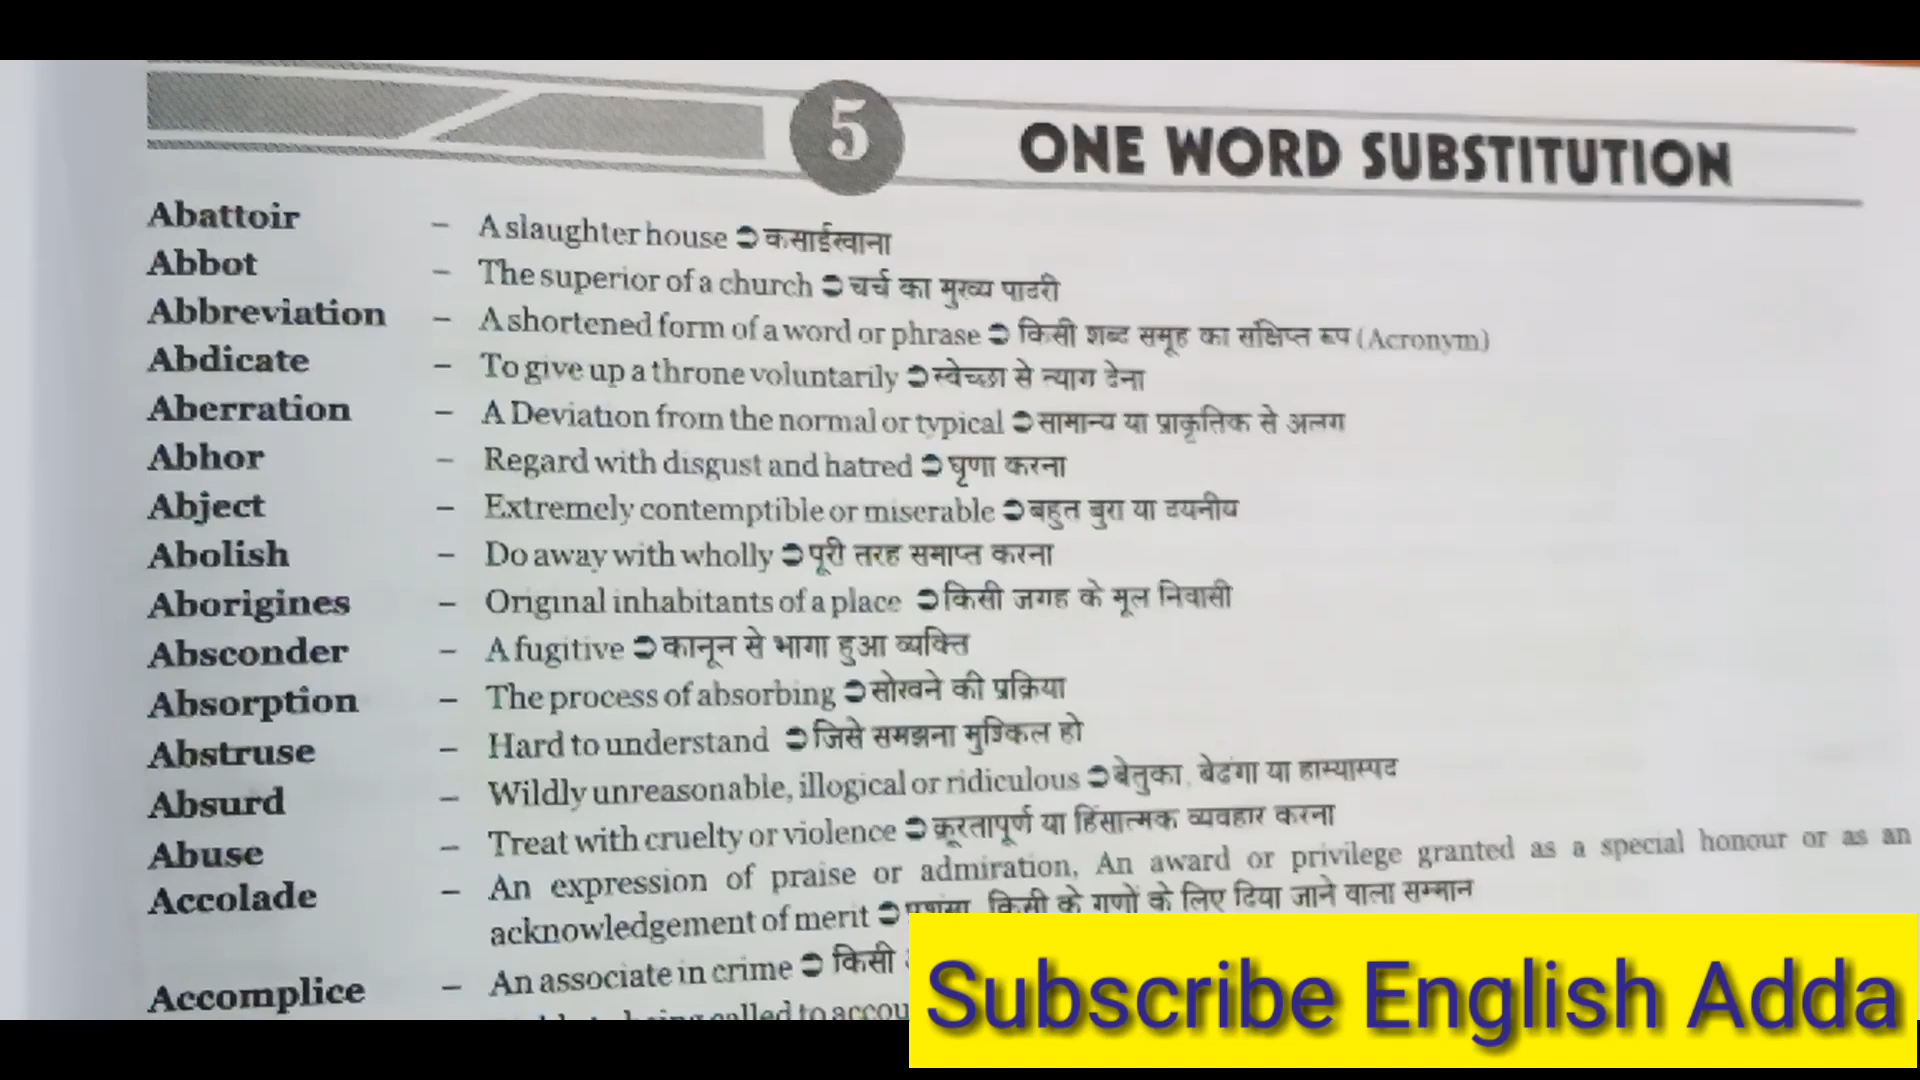 5 ONE WORD SUBSTITUTION
Abattoir – A slaughter house ➲ कसाईखाना
Abbot – The superior of a church ➲ चर्च का मुख्य पादरी
Abbreviation – A shortened form of a word or phrase ➲ किसी शब्द समूह का संक्षिप्त रूप (Acronym)
Abdicate – To give up a throne voluntarily ➲ स्वेच्छा से त्याग देना
Aberration – A Deviation from the normal or typical ➲ सामान्य या प्राकृतिक से अलग
Abhor – Regard with disgust and hatred ➲ घृणा करना
Abject – Extremely contemptible or miserable ➲ बहुत बुरा या दयनीय
Abolish – Do away with wholly ➲ पूरी तरह समाप्त करना
Aborigines – Original inhabitants of a place ➲ किसी जगह के मूल निवासी
Absconder – A fugitive ➲ कानून से भागा हुआ व्यक्ति
Absorption – The process of absorbing ➲ सोखने की प्रक्रिया
Abstruse – Hard to understand ➲ जिसे समझना मुश्किल हो
Absurd – Wildly unreasonable, illogical or ridiculous ➲ बेतुका, बेढंगा या हास्यास्पद
Abuse – Treat with cruelty or violence ➲ क्रूरतापूर्ण या हिंसात्मक व्यवहार करना
Accolade – An expression of praise or admiration, An award or privilege granted as a special honour or as an
acknowledgement of merit ➲ प्रशंसा, किसी के गुणों के लिए दिया जाने वाला सम्मान
Accomplice – An associate in crime ➲ किसी
being called to accou
Subscribe English Adda